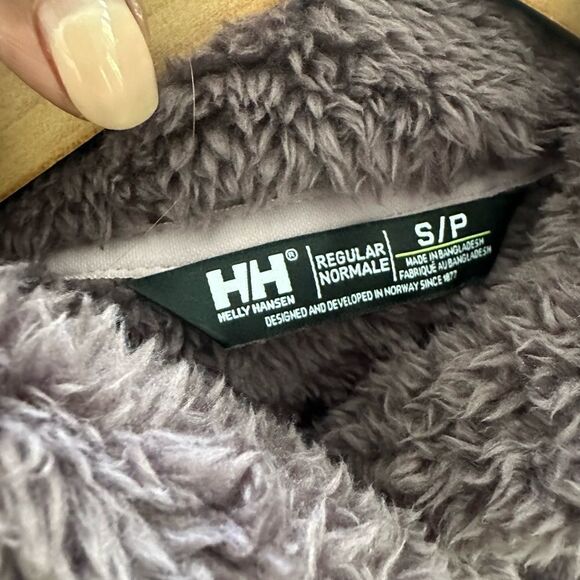 HH®
HELLY HANSEN
REGULAR
NORMALE
S/P
MADE IN BANGLADESH
FABRIQUÉ AU BANGLADESH
DESIGNED AND DEVELOPED IN NORWAY SINCE 1877